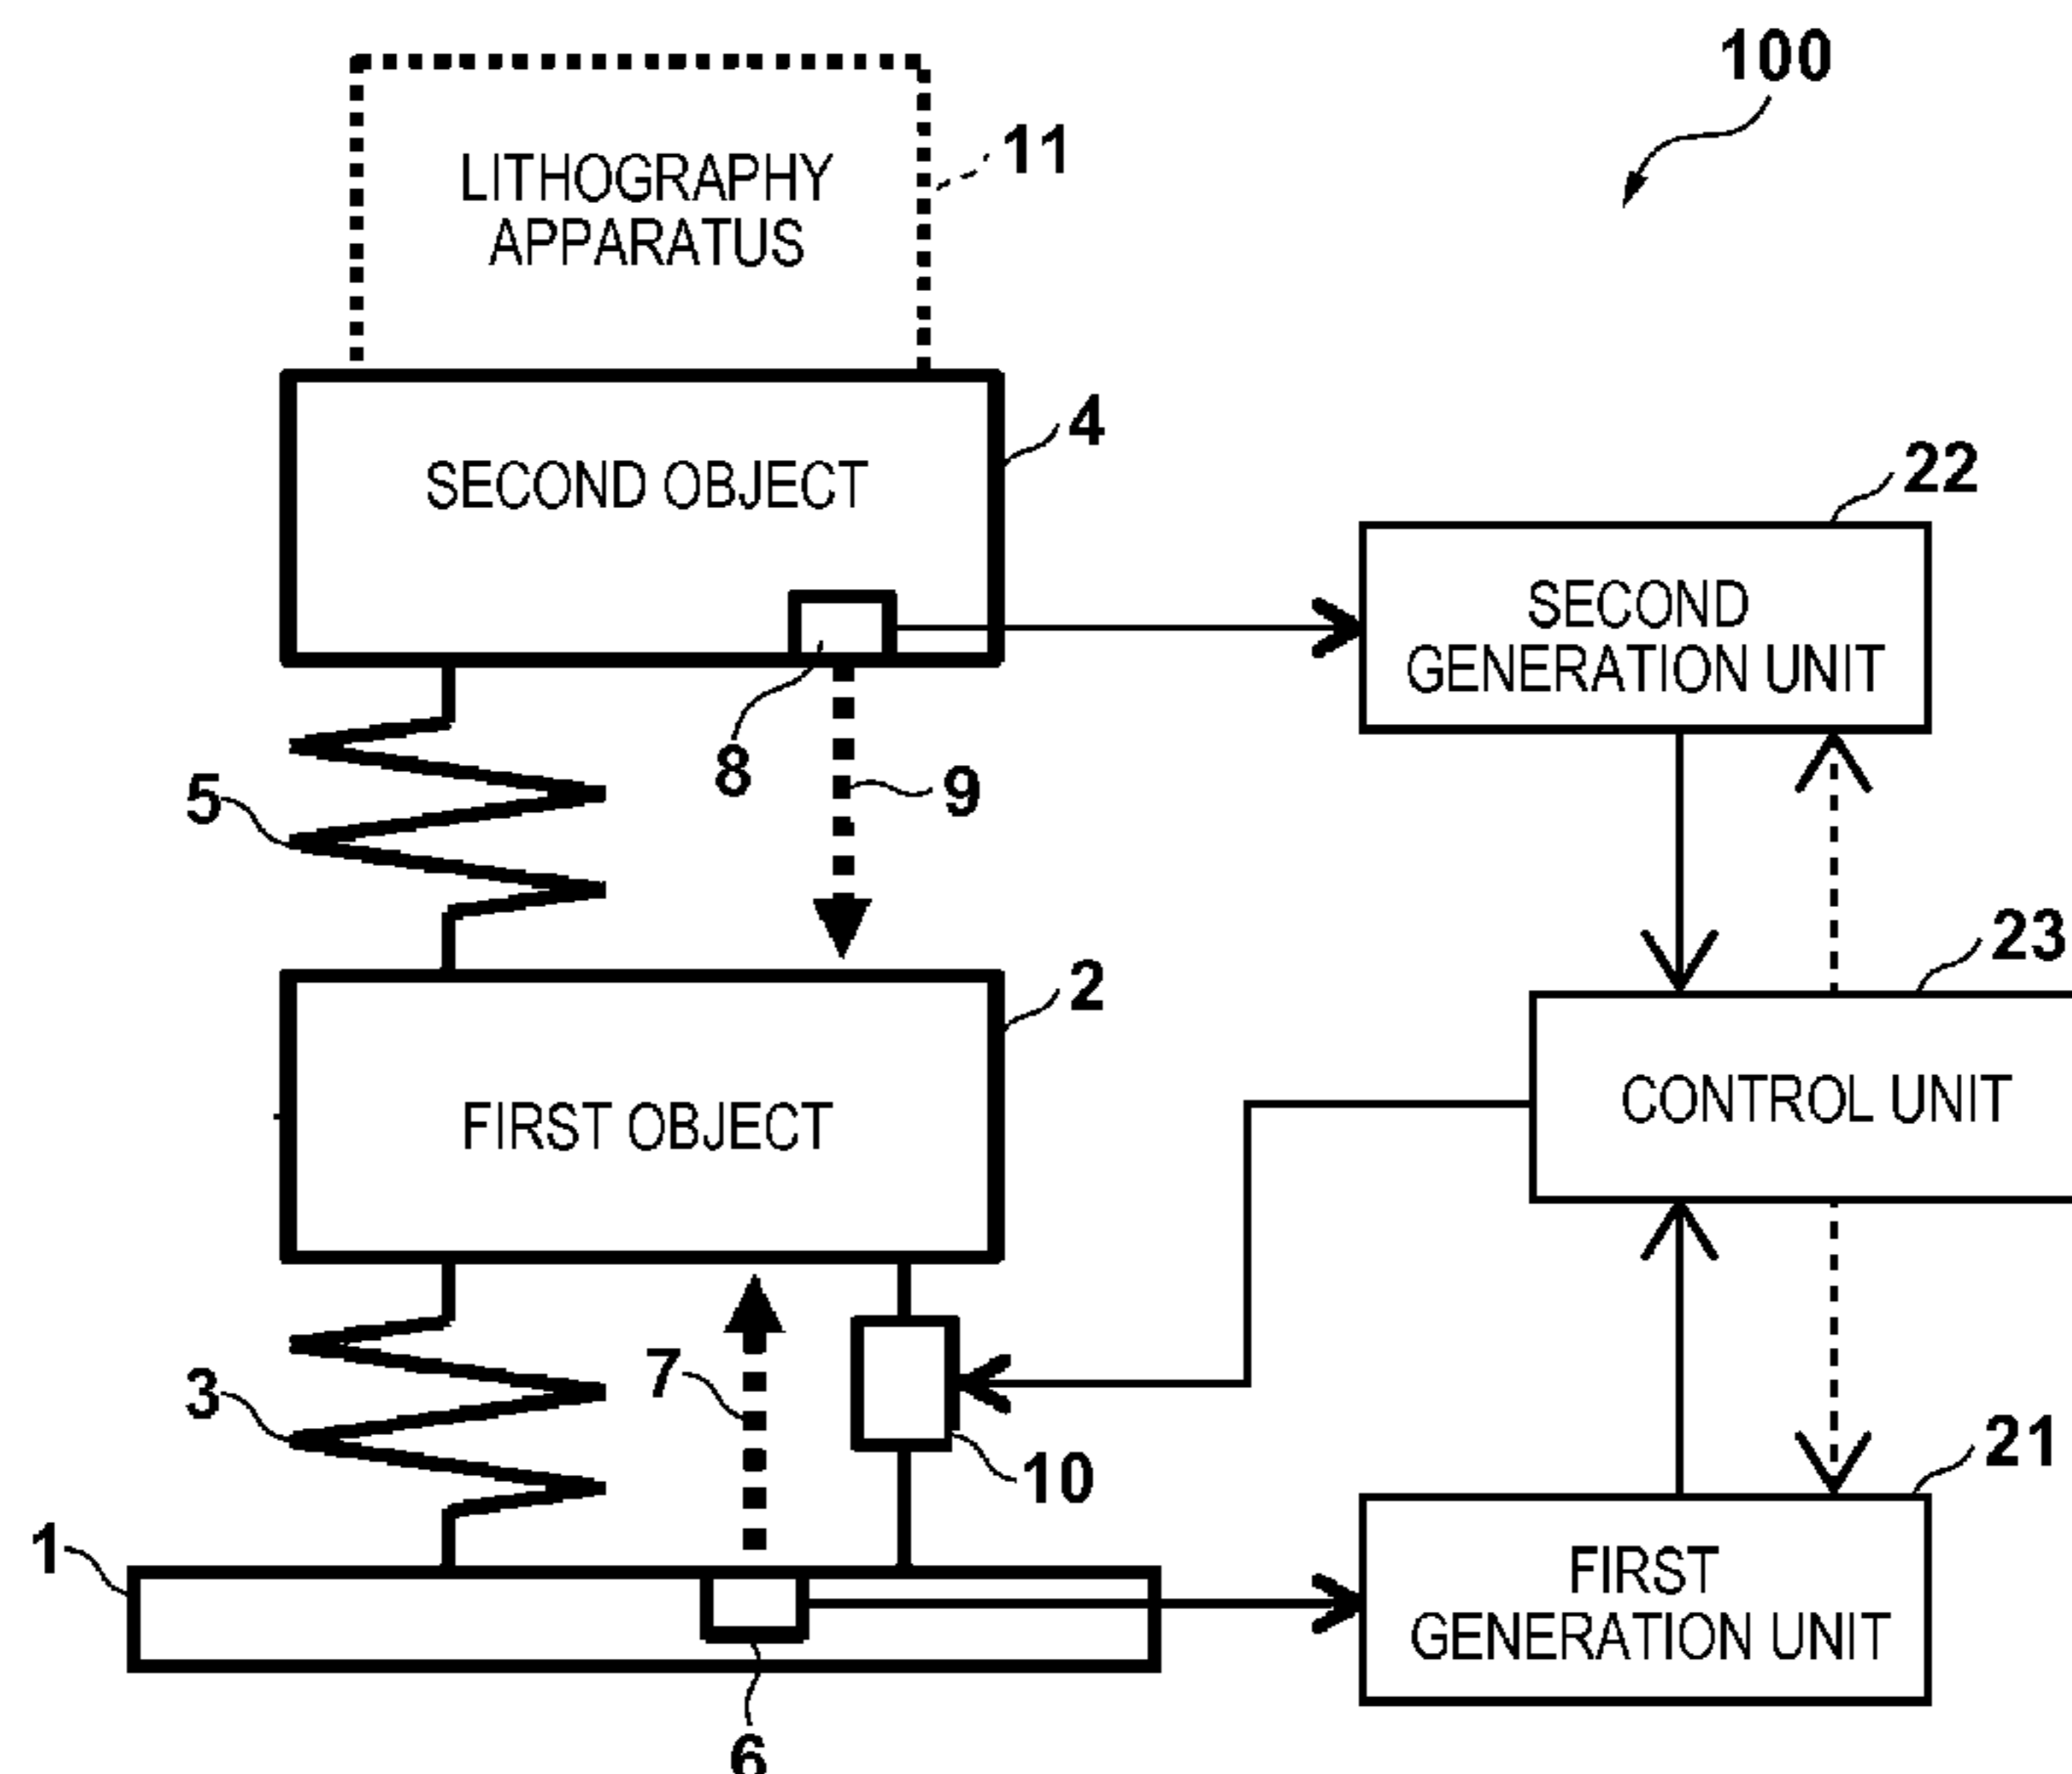 100
11
LITHOGRAPHY
APPARATUS
4
SECOND OBJECT
22
SECOND
GENERATION UNIT
8
9
5
23
2
CONTROL UNIT
FIRST OBJECT
7
3
10
21
1
FIRST
GENERATION UNIT
6